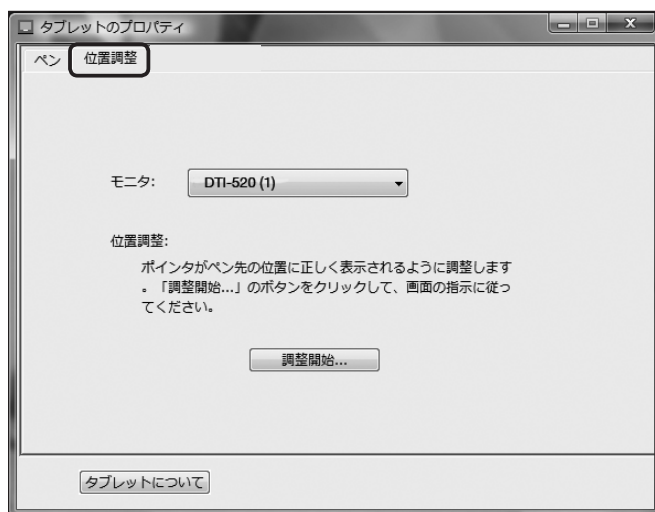 タブレットのプロパティ
ペン 位置調整
モニタ: DTI-520 (1)
位置調整:
ポインタがペン先の位置に正しく表示されるように調整します
。「調整開始...」のボタンをクリックして、画面の指示に従っ
てください。
調整開始...
タブレットについて